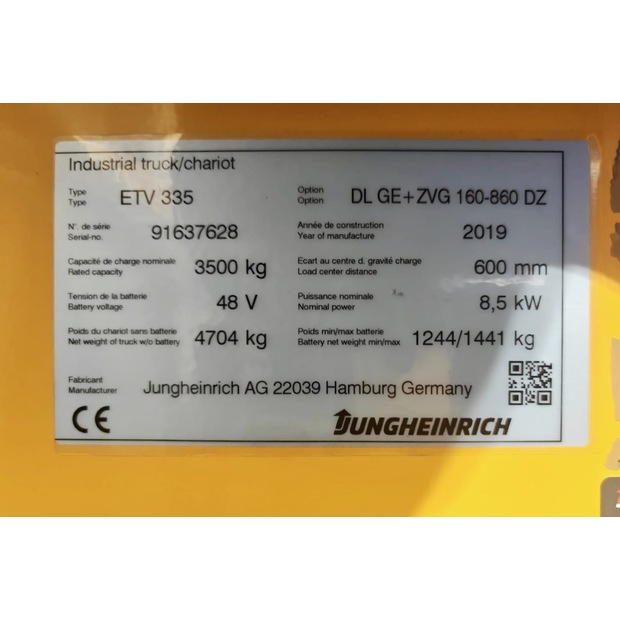 Industrial truck/chariot
Type ETV 335 Option DL GE+ZVG 160-860 DZ
Type Option
N°. de série 91637628 Année de construction 2019
Serial-no. Year of manufacture
Capacité de charge nominale 3500 kg Ecart au centre d. gravité charge 600 mm
Rated capacity Load center distance
Tension de la batterie 48 V Puissance nominale 8,5 kW
Battery voltage Nominal power
Poids du chariot sans batterie 4704 kg Poids min/max batterie 1244/1441 kg
Net weight of truck w/o battery Battery net weight min/max
Fabricant Jungheinrich AG 22039 Hamburg Germany
Manufacturer
CE JUNGHEINRICH